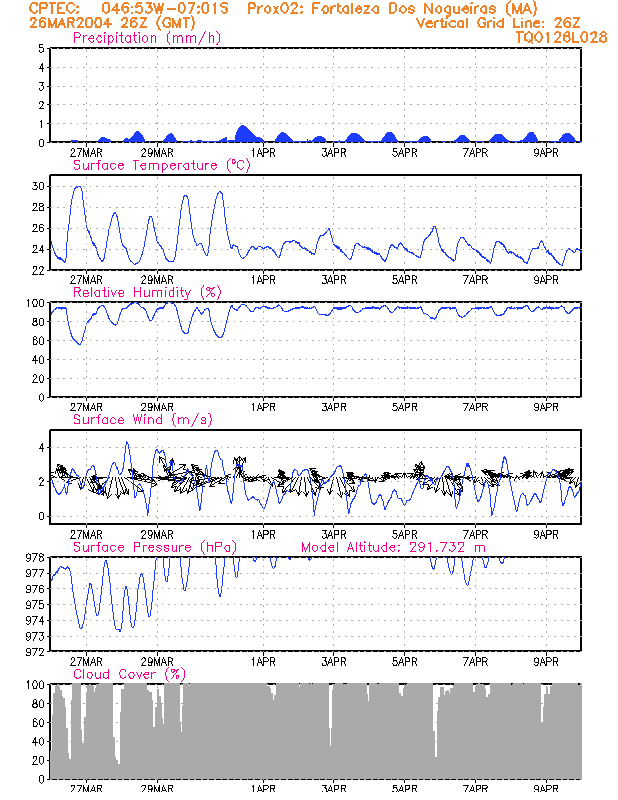 CPTEC: 046:53W-07:01S Prox02: Fortaleza Dos Nogueiras (MA)
26MAR2004 26Z (GMT) Vertical Grid Line: 26Z
Precipitation (mm/h) TQ0126L028
5
4
3
2
1
0
27MAR 29MAR 1APR 3APR 5APR 7APR 9APR
Surface Temperature (°C)
30
28
26
24
22
27MAR 29MAR 1APR 3APR 5APR 7APR 9APR
Relative Humidity (%)
100
80
60
40
20
0
27MAR 29MAR 1APR 3APR 5APR 7APR 9APR
Surface Wind (m/s)
4
2
0
27MAR 29MAR 1APR 3APR 5APR 7APR 9APR
Surface Pressure (hPa) Model Altitude: 291.732 m
978
977
976
975
974
973
972
27MAR 29MAR 1APR 3APR 5APR 7APR 9APR
Cloud Cover (%)
100
80
60
40
20
0
27MAR 29MAR 1APR 3APR 5APR 7APR 9APR